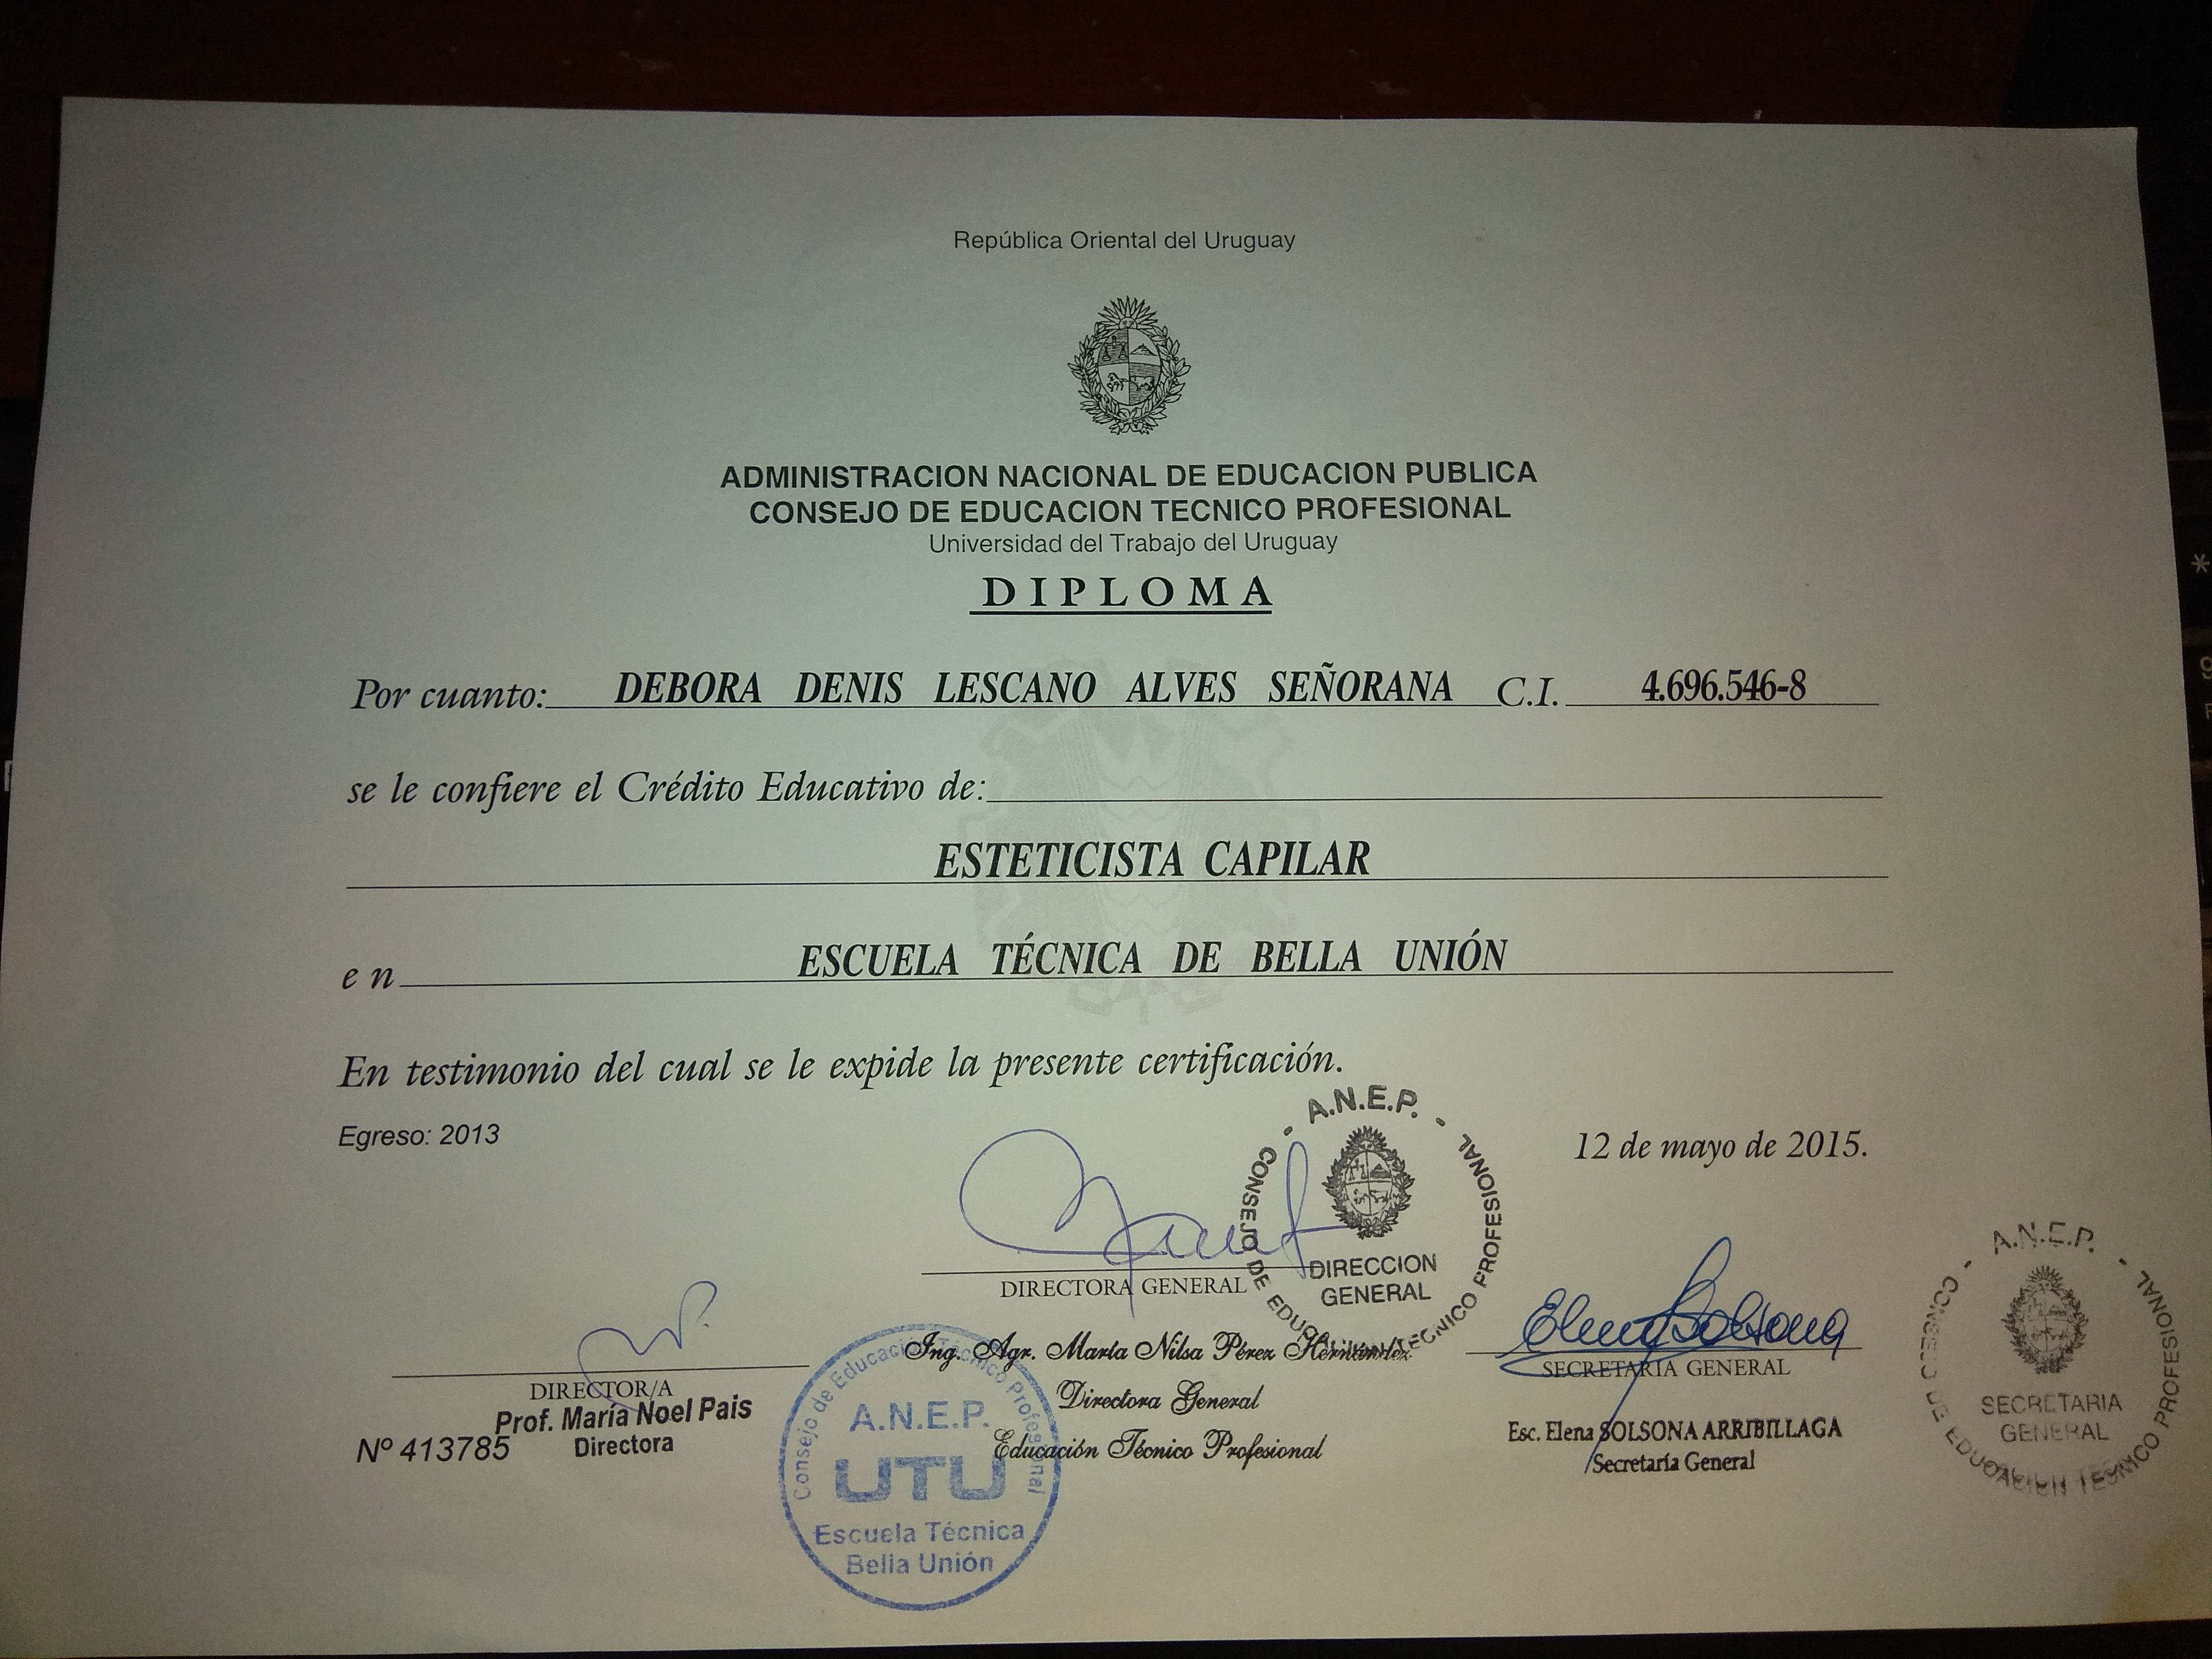 República Oriental del Uruguay
ADMINISTRACION NACIONAL DE EDUCACION PUBLICA
CONSEJO DE EDUCACION TECNICO PROFESIONAL
Universidad del Trabajo del Uruguay
DIPLOMA
Por cuanto: DEBORA DENIS LESCANO ALVES SEÑORANA C.I. 4.696.546-8
se le confiere el Crédito Educativo de:
ESTETICISTA CAPILAR
en ESCUELA TÉCNICA DE BELLA UNIÓN
En testimonio del cual se le expide la presente certificación.
Egreso: 2013
12 de mayo de 2015.
A.N.E.P.
CONSEJO DE EDUCACION TECNICO PROFESIONAL
DIRECCION
GENERAL
DIRECTORA GENERAL
Ing. Agr. María Nilsa Pérez Hernández
Directora General
Educación Técnico Profesional
DIRECTOR/A
Prof. María Noel Pais
Directora
Nº 413785
Consejo de Educación Técnico Profesional
A.N.E.P.
UTU
Escuela Técnica
Bella Unión
Elena Solsona
SECRETARIA GENERAL
Esc. Elena SOLSONA ARRIBILLAGA
Secretaría General
A.N.E.P.
CONSEJO DE EDUCACION TECNICO PROFESIONAL
SECRETARIA
GENERAL